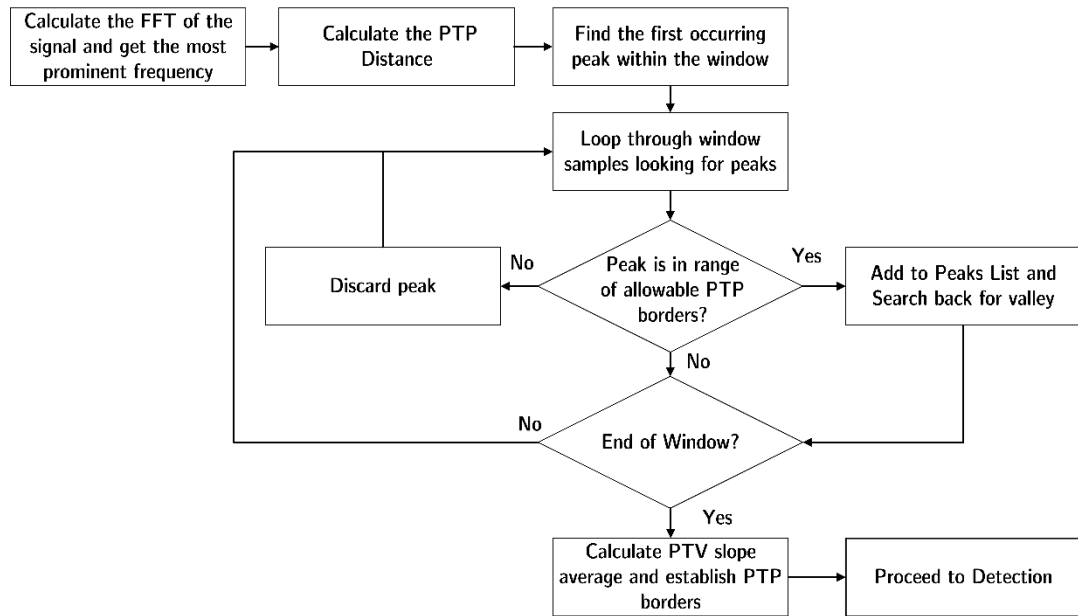 Calculate the FFT of the
signal and get the most
prominent frequency
Calculate the PTP
Distance
Find the first occurring
peak within the window
Loop through window
samples looking for peaks
Peak is in range
of allowable PTP
borders?
No
Yes
Discard peak
Add to Peaks List and
Search back for valley
No
No
End of Window?
Yes
Calculate PTV slope
average and establish PTP
borders
Proceed to Detection